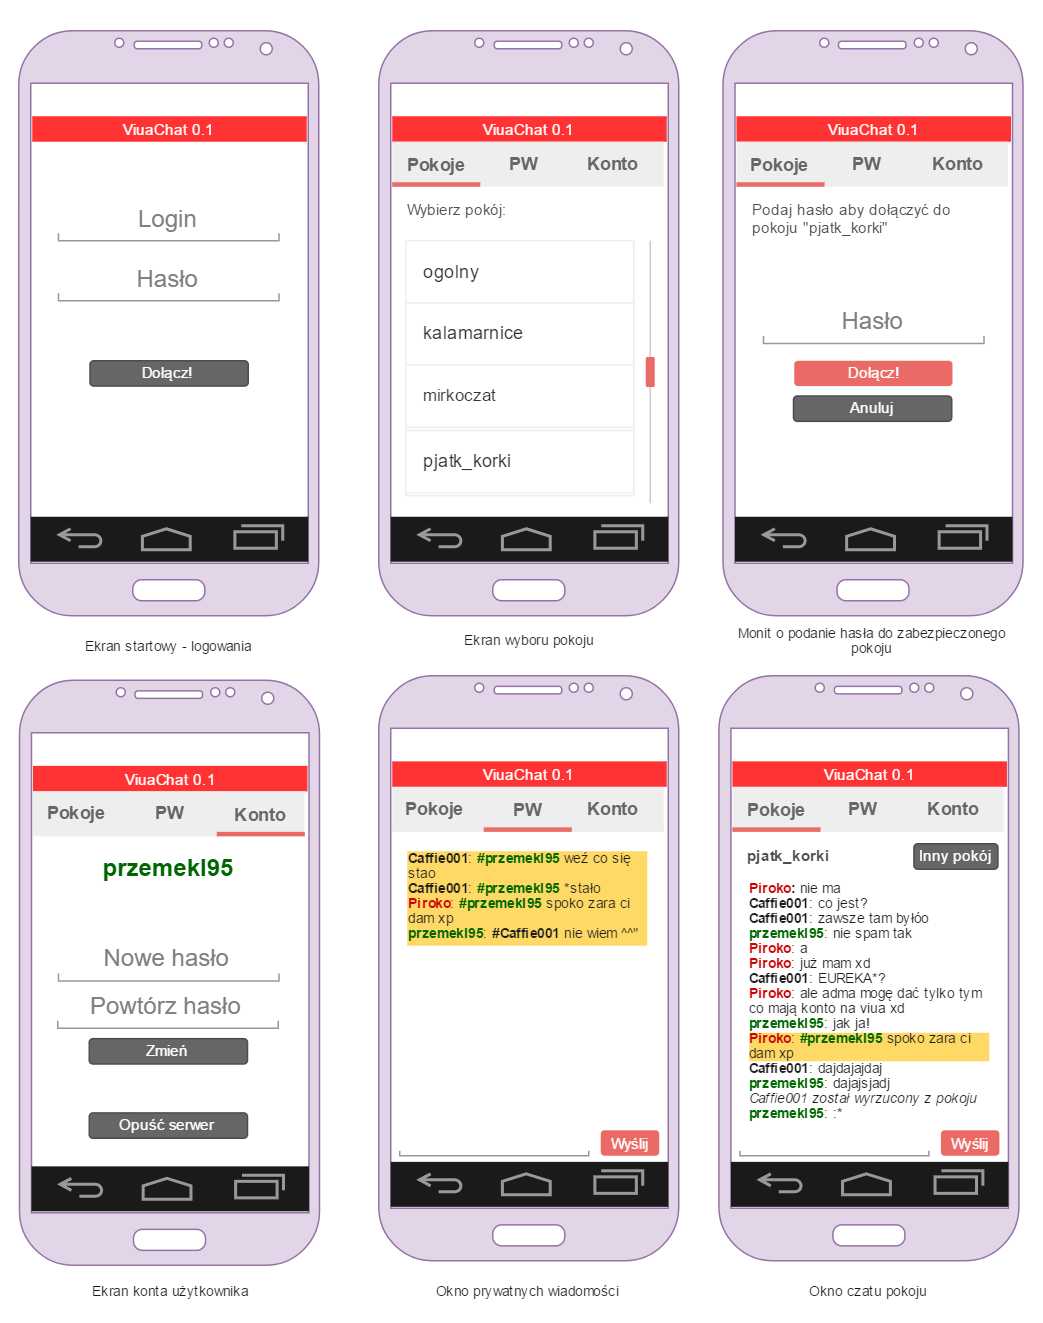 ViuaChat 0.1
Login
Hasło
Dołącz!
Ekran startowy - logowania
ViuaChat 0.1
Pokoje PW Konto
Wybierz pokój:
ogolny
kalamarnice
mirkoczat
pjatk_korki
Ekran wyboru pokoju
ViuaChat 0.1
Pokoje PW Konto
Podaj hasło aby dołączyć do
pokoju "pjatk_korki"
Hasło
Dołącz!
Anuluj
Monit o podanie hasła do zabezpieczonego
pokoju
ViuaChat 0.1
Pokoje PW Konto
przemekl95
Nowe hasło
Powtórz hasło
Zmień
Opuść serwer
Ekran konta użytkownika
ViuaChat 0.1
Pokoje PW Konto
Caffie001: #przemekl95 weź co się
stao
Caffie001: #przemekl95 *stało
Piroko: #przemekl95 spoko zara ci
dam xp
przemekl95: #Caffie001 nie wiem ^^"
Wyślij
Okno prywatnych wiadomości
ViuaChat 0.1
Pokoje PW Konto
pjatk_korki Inny pokój
Piroko: nie ma
Caffie001: co jest?
Caffie001: zawsze tam byłóo
przemekl95: nie spam tak
Piroko: a
Piroko: już mam xd
Caffie001: EUREKA*?
Piroko: ale adma mogę dać tylko tym
co mają konto na viua xd
przemekl95: jak ja!
Piroko: #przemekl95 spoko zara ci
dam xp
Caffie001: dajdajajdaj
przemekl95: dajajsjadj
Caffie001 został wyrzucony z pokoju
przemekl95: :*
Wyślij
Okno czatu pokoju